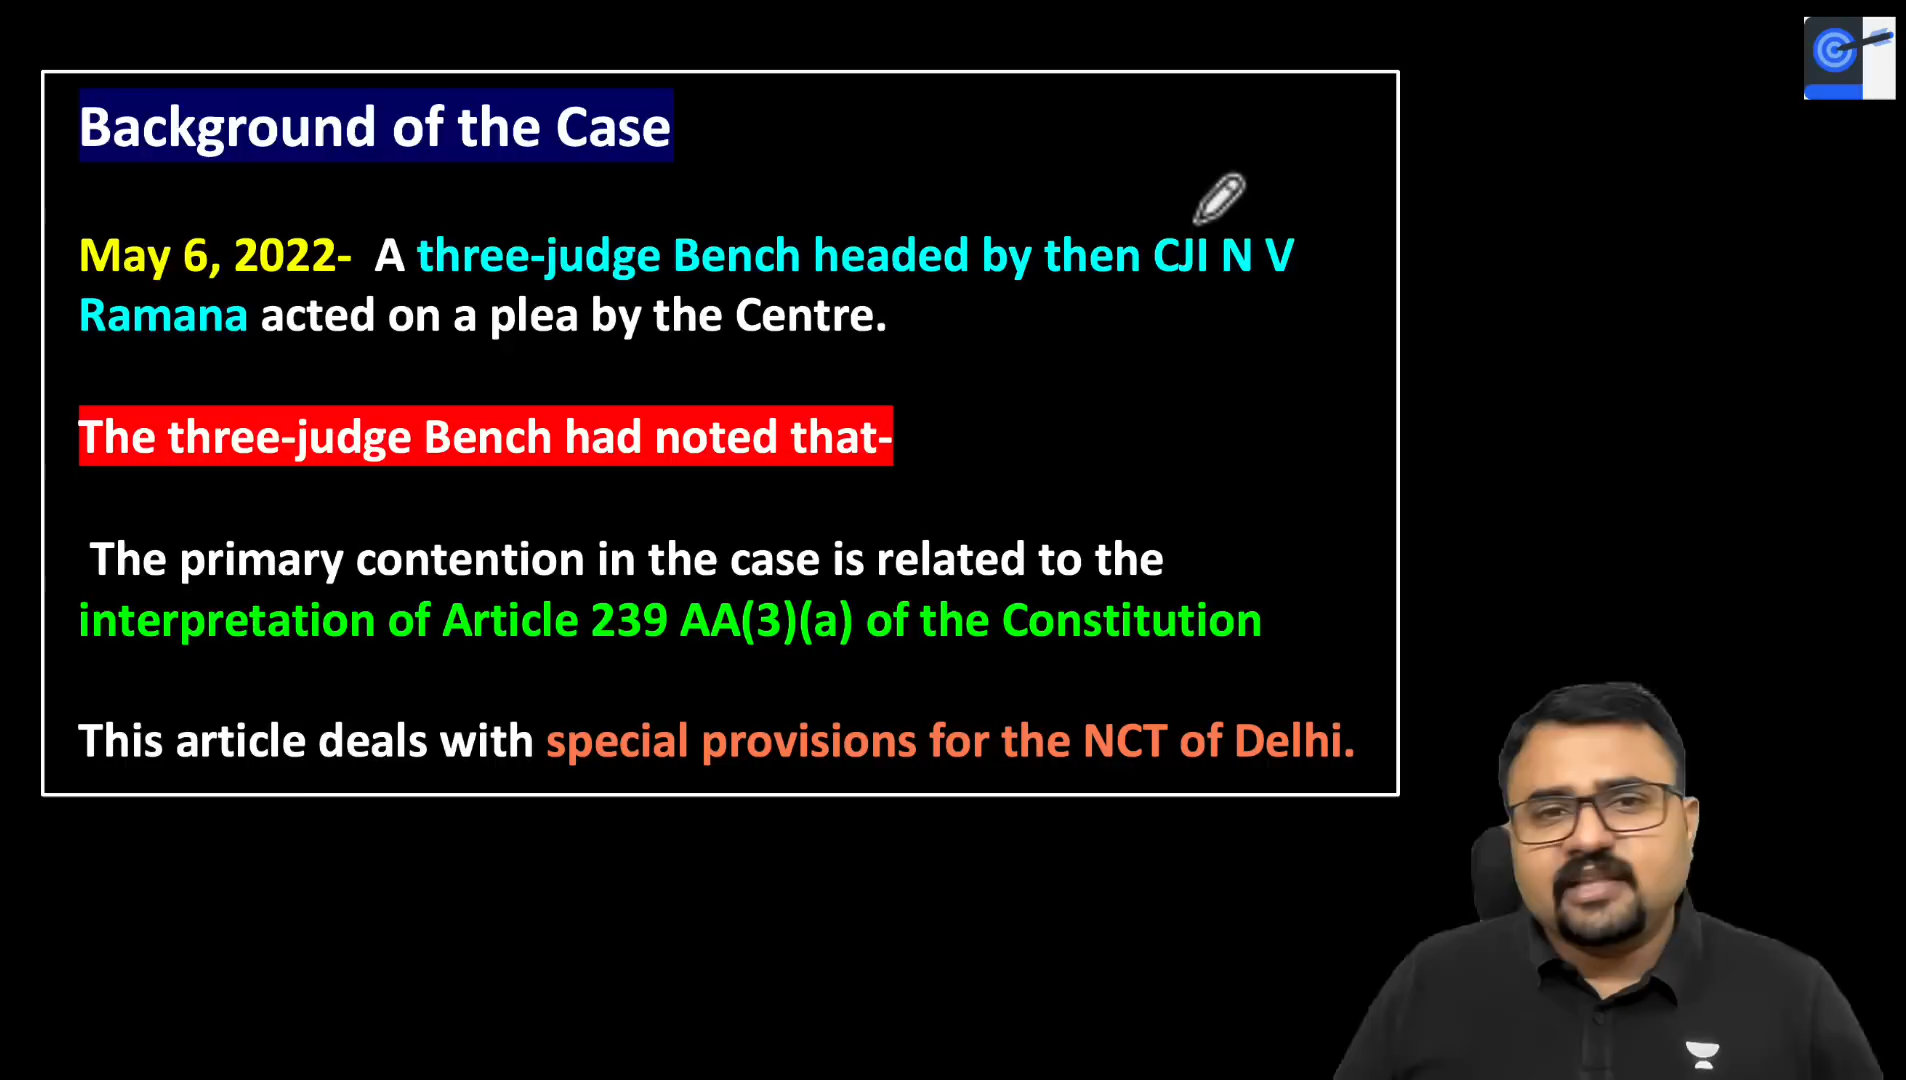 Background of the Case
May 6, 2022- A three-judge Bench headed by then CJI N V
Ramana acted on a plea by the Centre.
The three-judge Bench had noted that-
The primary contention in the case is related to the
interpretation of Article 239 AA(3)(a) of the Constitution
This article deals with special provisions for the NCT of Delhi.